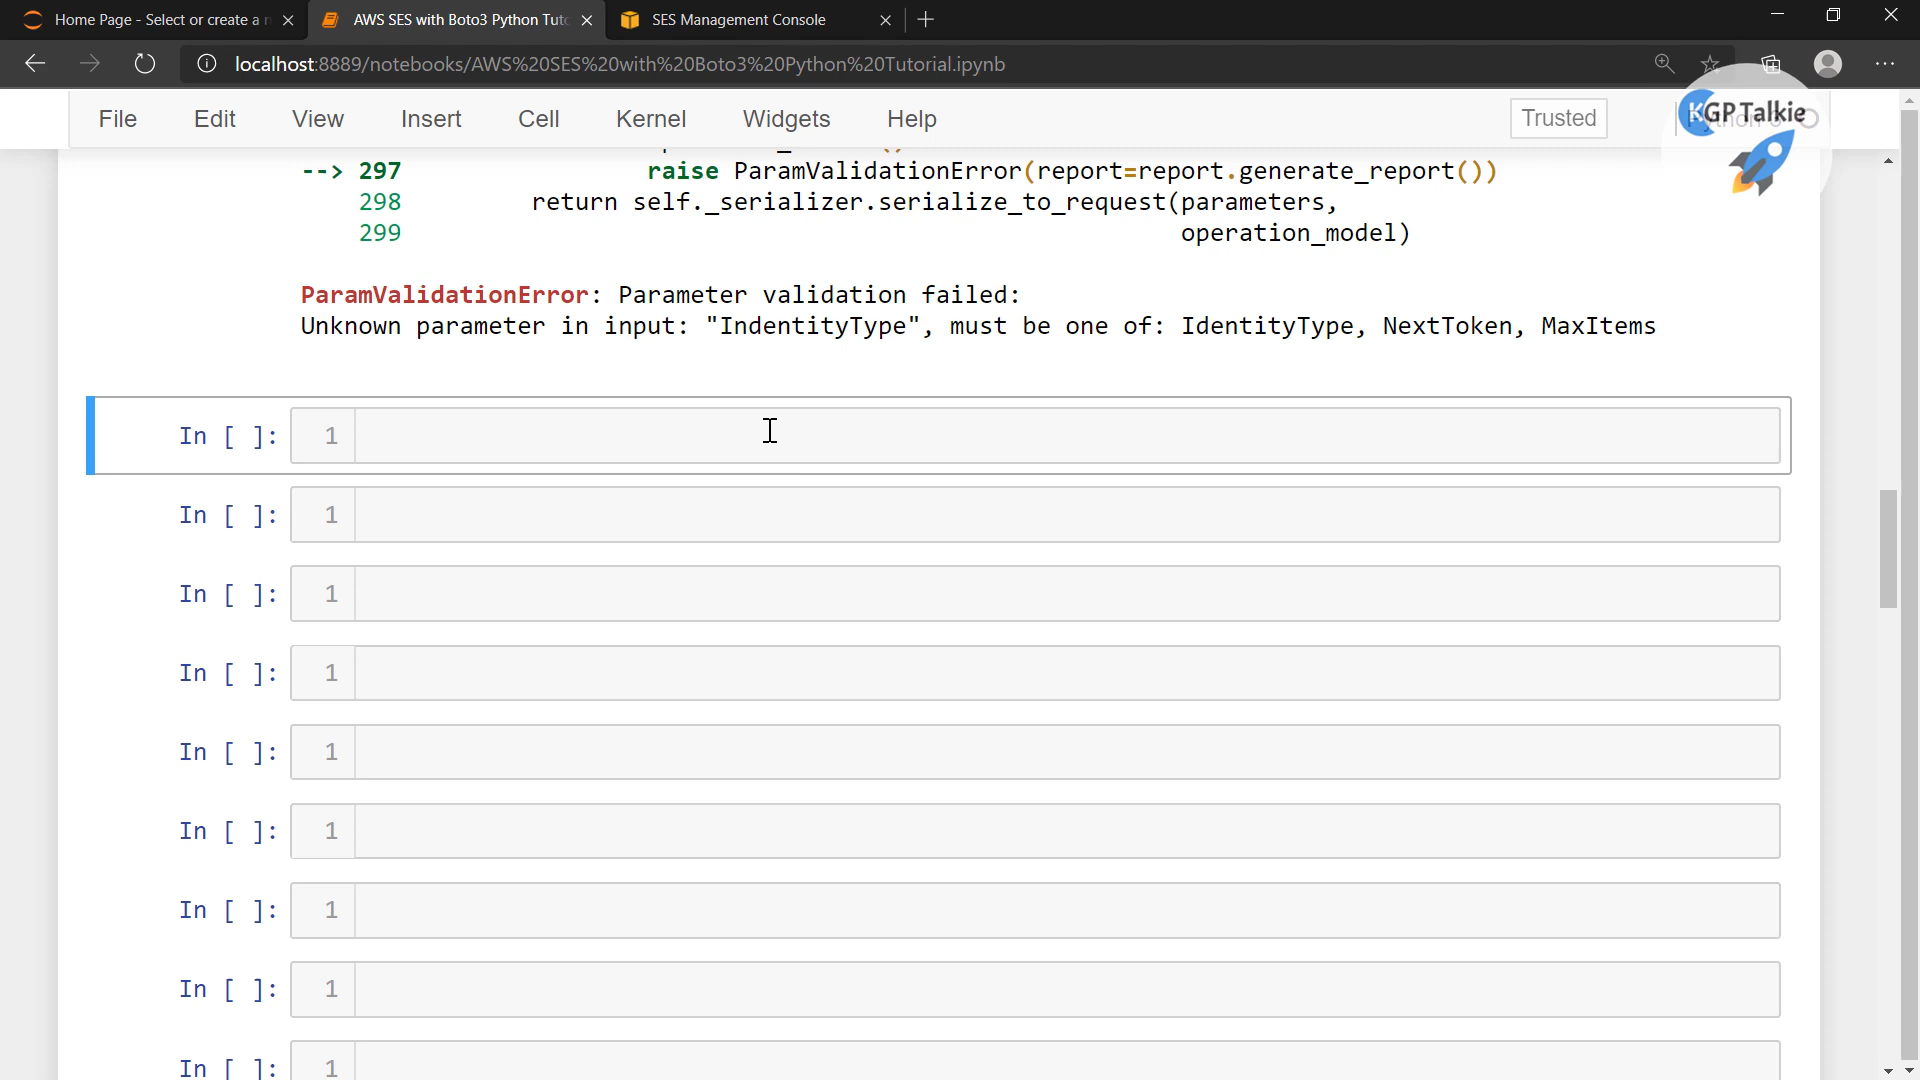 Home Page - Select or create a n
AWS SES with Boto3 Python Tuto
SES Management Console
localhost:8889/notebooks/AWS%20SES%20with%20Boto3%20Python%20Tutorial.ipynb
File Edit View Insert Cell Kernel Widgets Help Trusted
KGPTalkie
--> 297 raise ParamValidationError(report=report.generate_report())
298 return self._serializer.serialize_to_request(parameters,
299 operation_model)
ParamValidationError: Parameter validation failed:
Unknown parameter in input: "IndentityType", must be one of: IdentityType, NextToken, MaxItems
In [ ]: 1
In [ ]: 1
In [ ]: 1
In [ ]: 1
In [ ]: 1
In [ ]: 1
In [ ]: 1
In [ ]: 1
In [ ]: 1